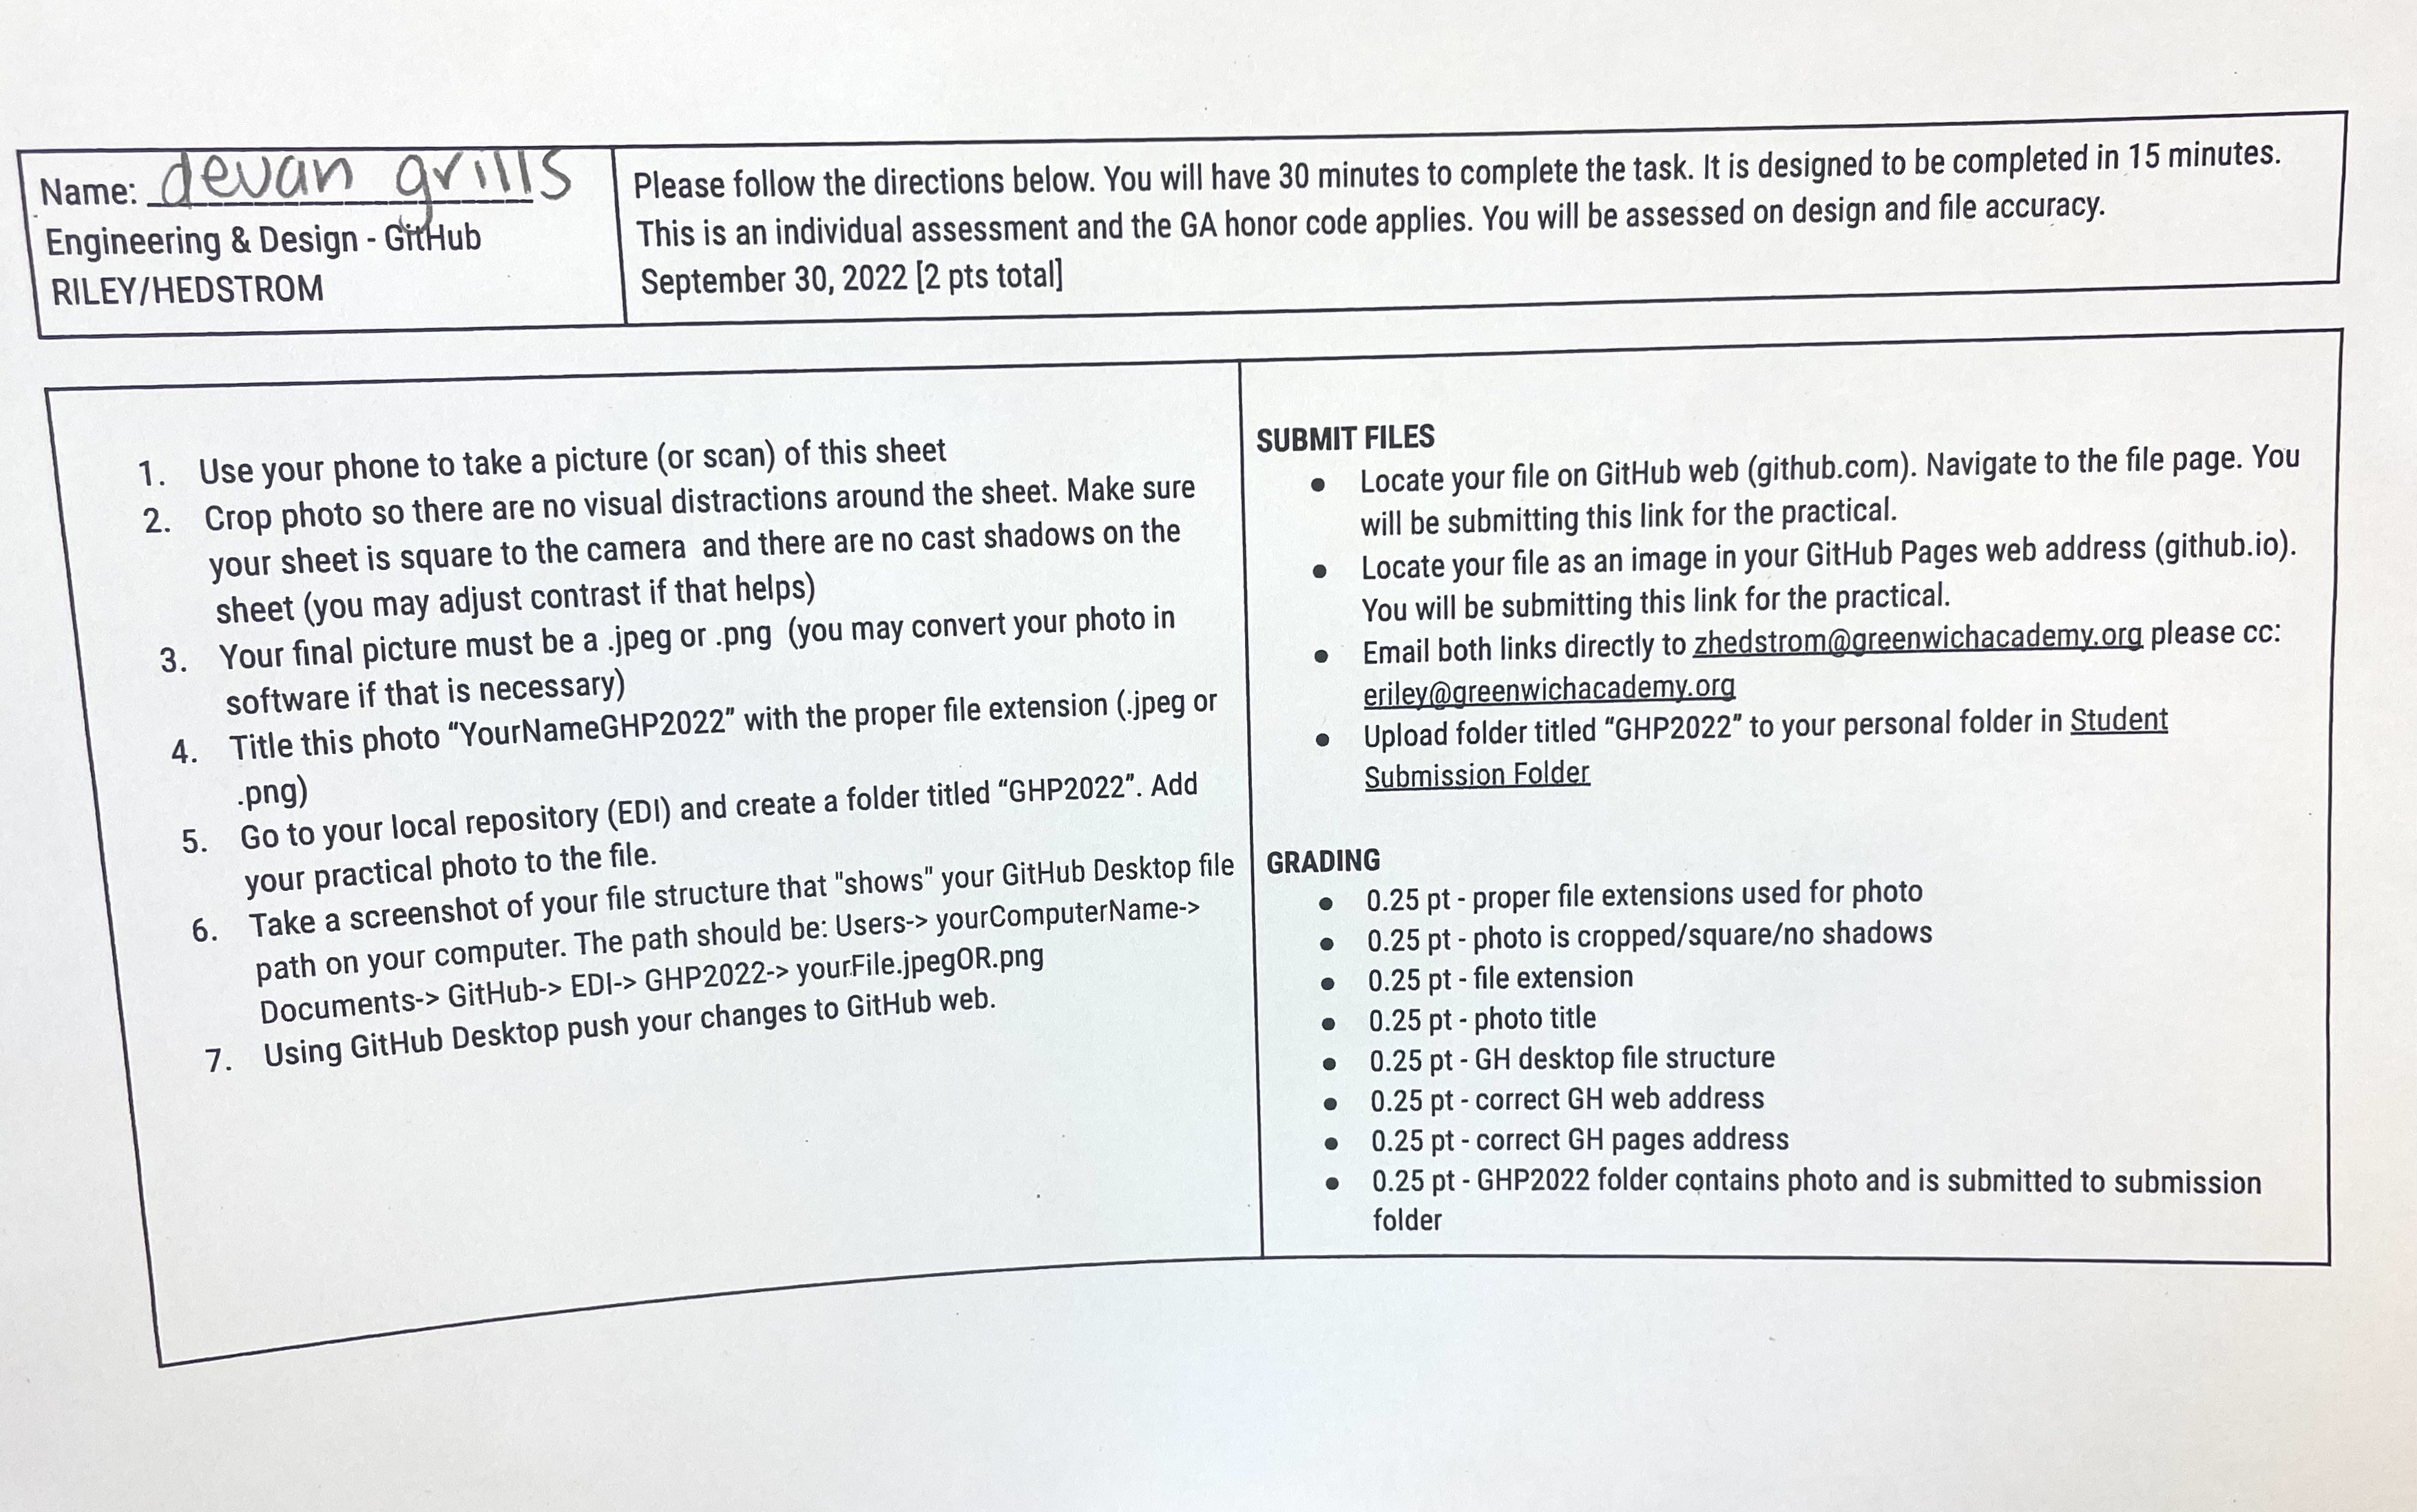 Name: devan grills
Engineering & Design - GitHub
RILEY/HEDSTROM
Please follow the directions below. You will have 30 minutes to complete the task. It is designed to be completed in 15 minutes.
This is an individual assessment and the GA honor code applies. You will be assessed on design and file accuracy.
September 30, 2022 [2 pts total]
1. Use your phone to take a picture (or scan) of this sheet
2. Crop photo so there are no visual distractions around the sheet. Make sure
your sheet is square to the camera and there are no cast shadows on the
sheet (you may adjust contrast if that helps)
3. Your final picture must be a .jpeg or .png (you may convert your photo in
software if that is necessary)
4. Title this photo “YourNameGHP2022” with the proper file extension (.jpeg or
.png)
5. Go to your local repository (EDI) and create a folder titled “GHP2022”. Add
your practical photo to the file.
6. Take a screenshot of your file structure that "shows" your GitHub Desktop file
path on your computer. The path should be: Users-> yourComputerName->
Documents-> GitHub-> EDI-> GHP2022-> yourFile.jpegOR.png
7. Using GitHub Desktop push your changes to GitHub web.
SUBMIT FILES
● Locate your file on GitHub web (github.com). Navigate to the file page. You
will be submitting this link for the practical.
● Locate your file as an image in your GitHub Pages web address (github.io).
You will be submitting this link for the practical.
● Email both links directly to zhedstrom@greenwichacademy.org please cc:
eriley@greenwichacademy.org
● Upload folder titled “GHP2022” to your personal folder in Student
Submission Folder
GRADING
● 0.25 pt - proper file extensions used for photo
● 0.25 pt - photo is cropped/square/no shadows
● 0.25 pt - file extension
● 0.25 pt - photo title
● 0.25 pt - GH desktop file structure
● 0.25 pt - correct GH web address
● 0.25 pt - correct GH pages address
● 0.25 pt - GHP2022 folder contains photo and is submitted to submission
folder